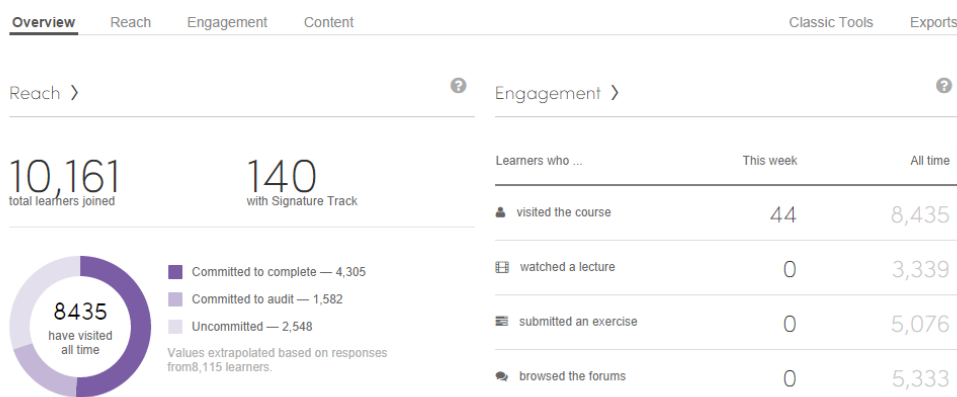 Overview Reach Engagement Content Classic Tools Exports
Reach >
?
10,161
total learners joined
140
with Signature Track
8435
have visited
all time
Committed to complete — 4,305
Committed to audit — 1,582
Uncommitted — 2,548
Values extrapolated based on responses
from8,115 learners.
Engagement >
?
Learners who ... This week All time
visited the course 44 8,435
watched a lecture 0 3,339
submitted an exercise 0 5,076
browsed the forums 0 5,333